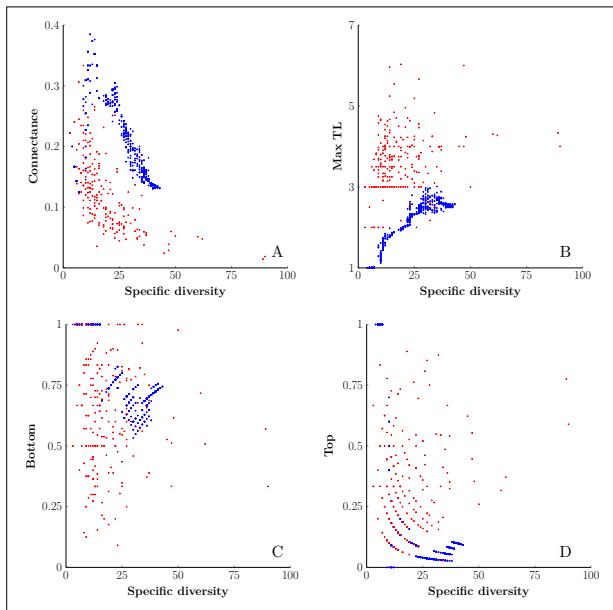 0.4
0.3
0.2
0.1
0
Connectance
A
0 25 50 75 100
Specific diversity
7
5
3
1
Max TL
B
0 25 50 75 100
Specific diversity
1
0.75
0.5
0.25
0
Bottom
C
0 25 50 75 100
Specific diversity
1
0.75
0.5
0.25
0
Top
D
0 25 50 75 100
Specific diversity